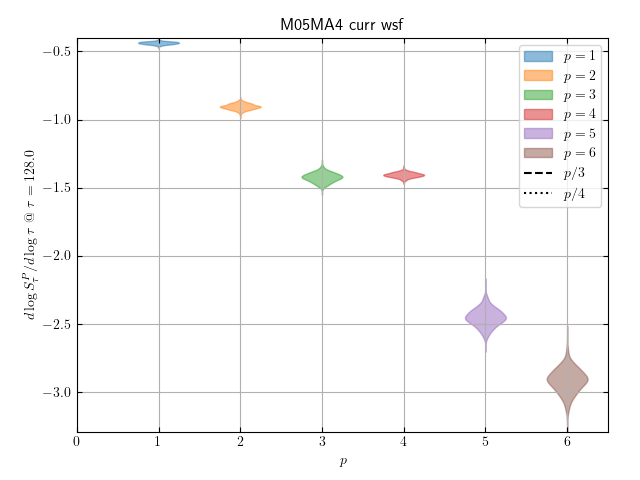 M05MA4 curr wsf
d log S_τ^P / d log τ @ τ = 128.0
−0.5
−1.0
−1.5
−2.0
−2.5
−3.0
p = 1
p = 2
p = 3
p = 4
p = 5
p = 6
p/3
p/4
0 1 2 3 4 5 6
p